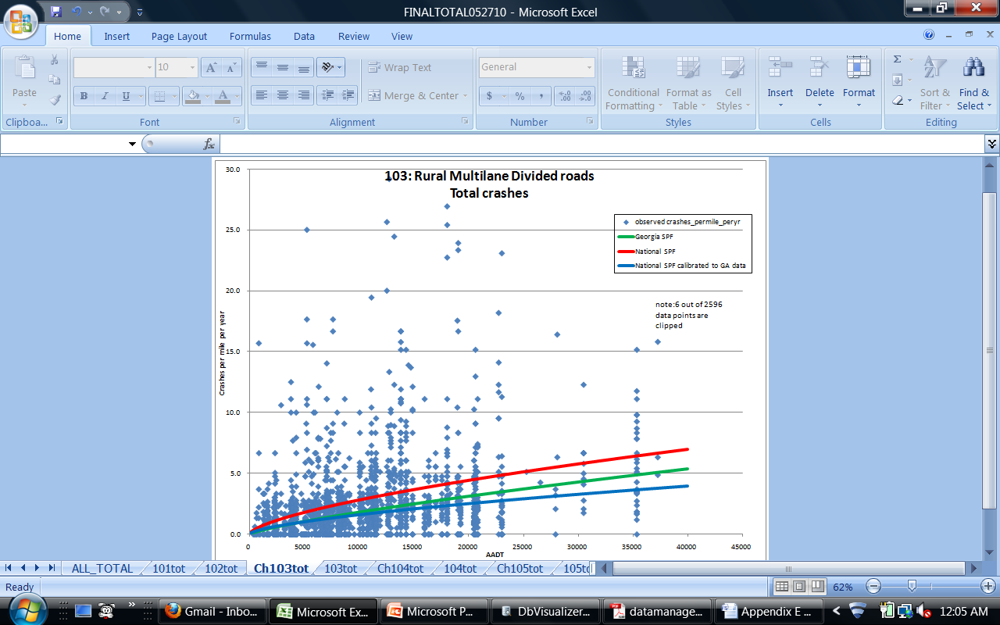 FINALTOTAL052710 - Microsoft Excel
Home Insert Page Layout Formulas Data Review View
Paste
Clipboa...
10
B I U A A A
Font
Wrap Text
Merge & Center
Alignment
General
$ % ,
Number
Conditional Formatting
Format as Table
Cell Styles
Styles
Insert Delete Format
Cells
Σ
Sort & Filter
Find & Select
Editing
fx
103: Rural Multilane Divided roads
Total crashes
observed crashes_permile_peryr
Georgia SPF
National SPF
National SPF calibrated to GA data
note:6 out of 2596
data points are
clipped
Crashes per mile per year
30.0
25.0
20.0
15.0
10.0
5.0
0.0
0 5000 10000 15000 20000 25000 30000 35000 40000 45000
AADT
ALL_TOTAL 101tot 102tot Ch103tot 103tot Ch104tot 104tot Ch105tot 105to
Ready
62%
Gmail - Inbo... Microsoft Ex... Microsoft P... DbVisualizer... datamanage... Appendix E ... 12:05 AM